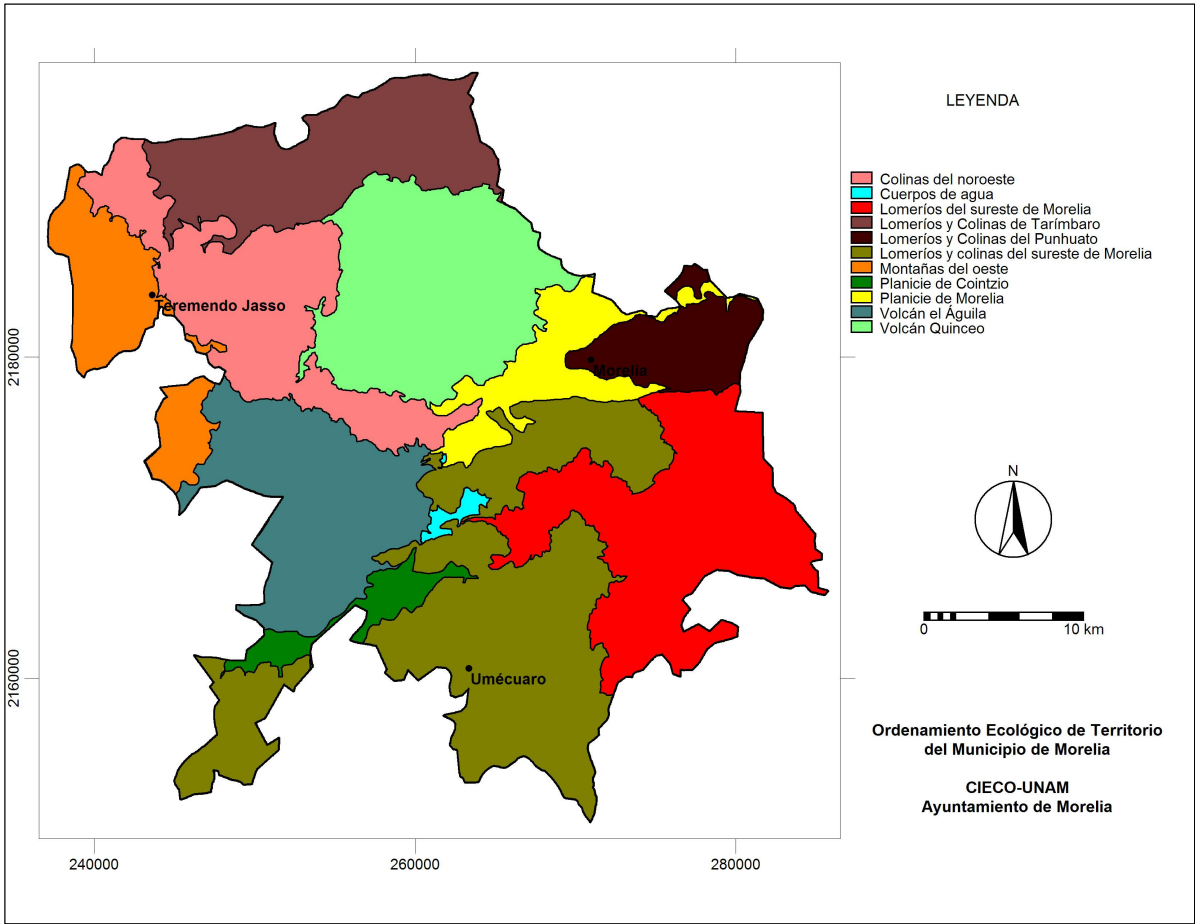 LEYENDA
Colinas del noroeste
Cuerpos de agua
Lomeríos del sureste de Morelia
Lomeríos y Colinas de Tarímbaro
Lomeríos y Colinas del Punhuato
Lomeríos y colinas del sureste de Morelia
Montañas del oeste
Planicie de Cointzio
Planicie de Morelia
Volcán el Águila
Volcán Quinceo
Teremendo Jasso
Morelia
Umécuaro
2180000
2160000
240000
260000
280000
N
0
10 km
Ordenamiento Ecológico de Territorio
del Municipio de Morelia
CIECO-UNAM
Ayuntamiento de Morelia